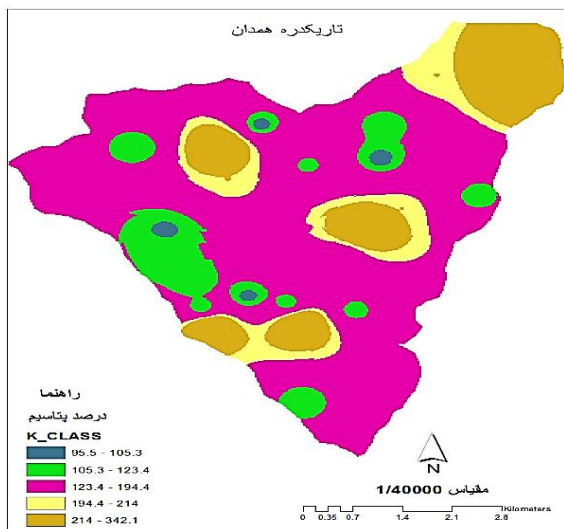 تاریکدره همدان
راهنما
درصد پتاسیم
K_CLASS
95.5 - 105.3
105.3 - 123.4
123.4 - 194.4
194.4 - 214
214 - 342.1
N
مقیاس 1/40000
0 0.35 0.7 1.4 2.1 2.8 Kilometers